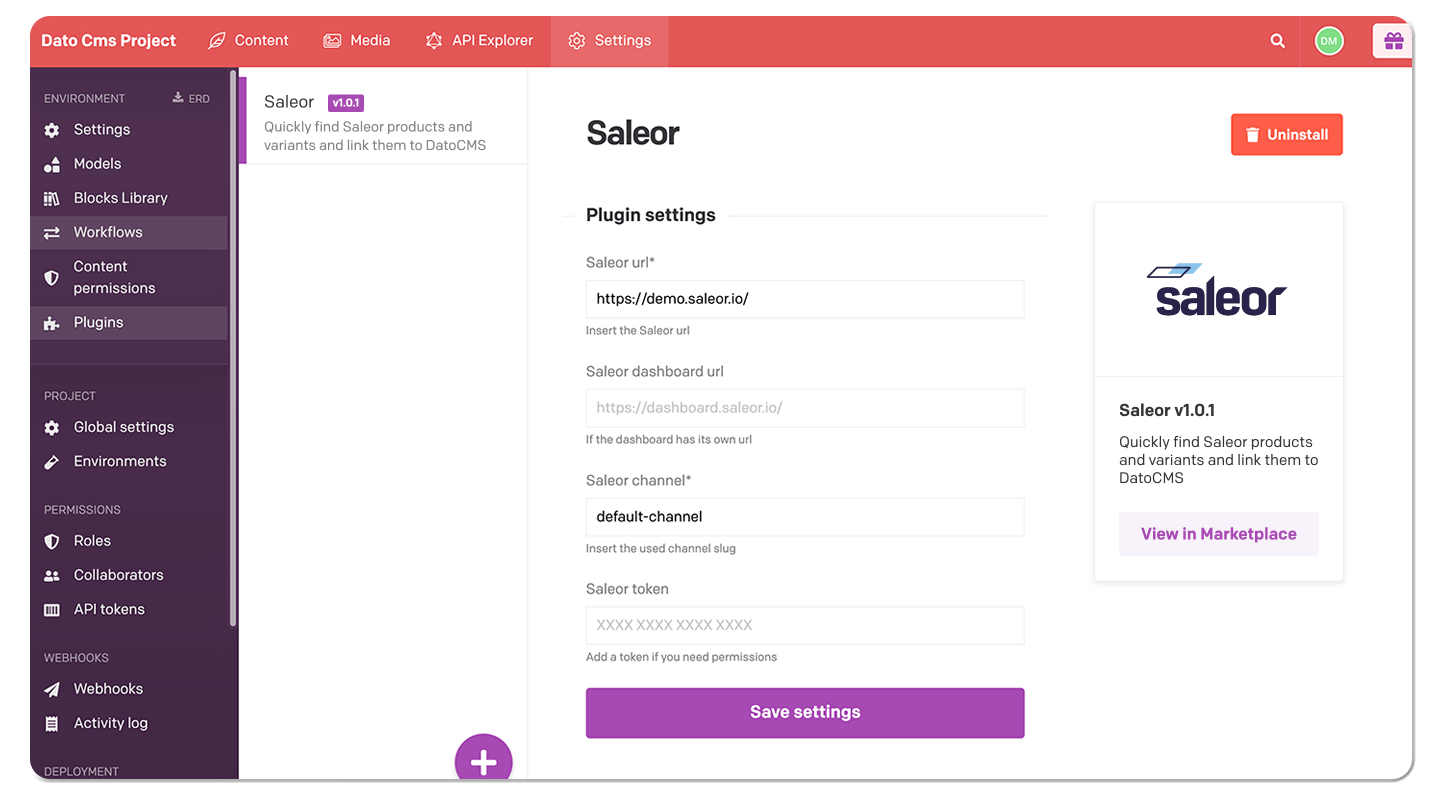 Dato Cms Project
Content
Media
API Explorer
Settings
DM
ENVIRONMENT
ERD
Settings
Models
Blocks Library
Workflows
Content
permissions
Plugins
PROJECT
Global settings
Environments
PERMISSIONS
Roles
Collaborators
API tokens
WEBHOOKS
Webhooks
Activity log
DEPLOYMENT
Saleor v1.0.1
Quickly find Saleor products and
variants and link them to DatoCMS
Saleor
Uninstall
Plugin settings
Saleor url*
https://demo.saleor.io/
Insert the Saleor url
Saleor dashboard url
https://dashboard.saleor.io/
If the dashboard has its own url
Saleor channel*
default-channel
Insert the used channel slug
Saleor token
XXXX XXXX XXXX XXXX
Add a token if you need permissions
Save settings
saleor
Saleor v1.0.1
Quickly find Saleor products
and variants and link them to
DatoCMS
View in Marketplace